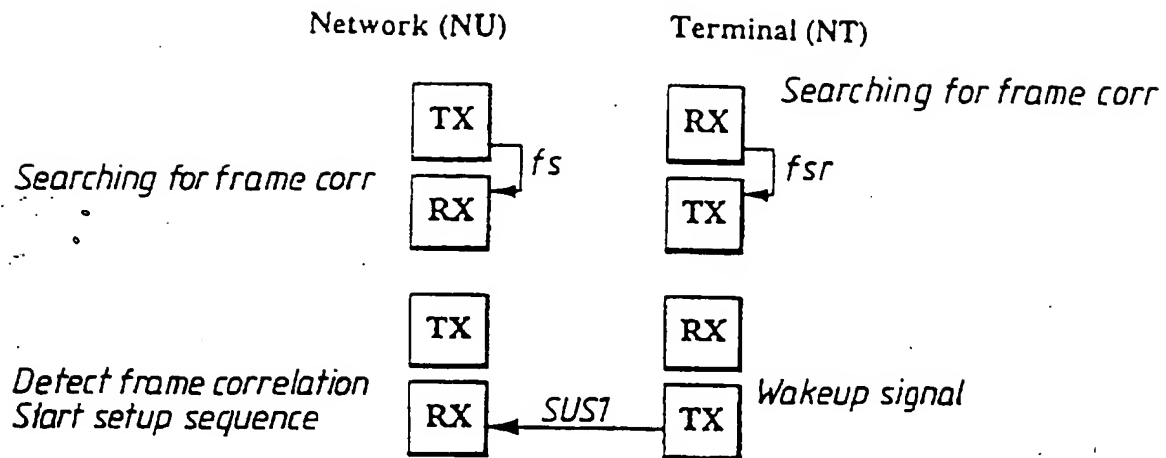 Network (NU) Terminal (NT)
Searching for frame corr
TX RX
fs fsr
Searching for frame corr
RX TX
TX RX
Detect frame correlation
Start setup sequence
Wakeup signal
RX SUS1 TX